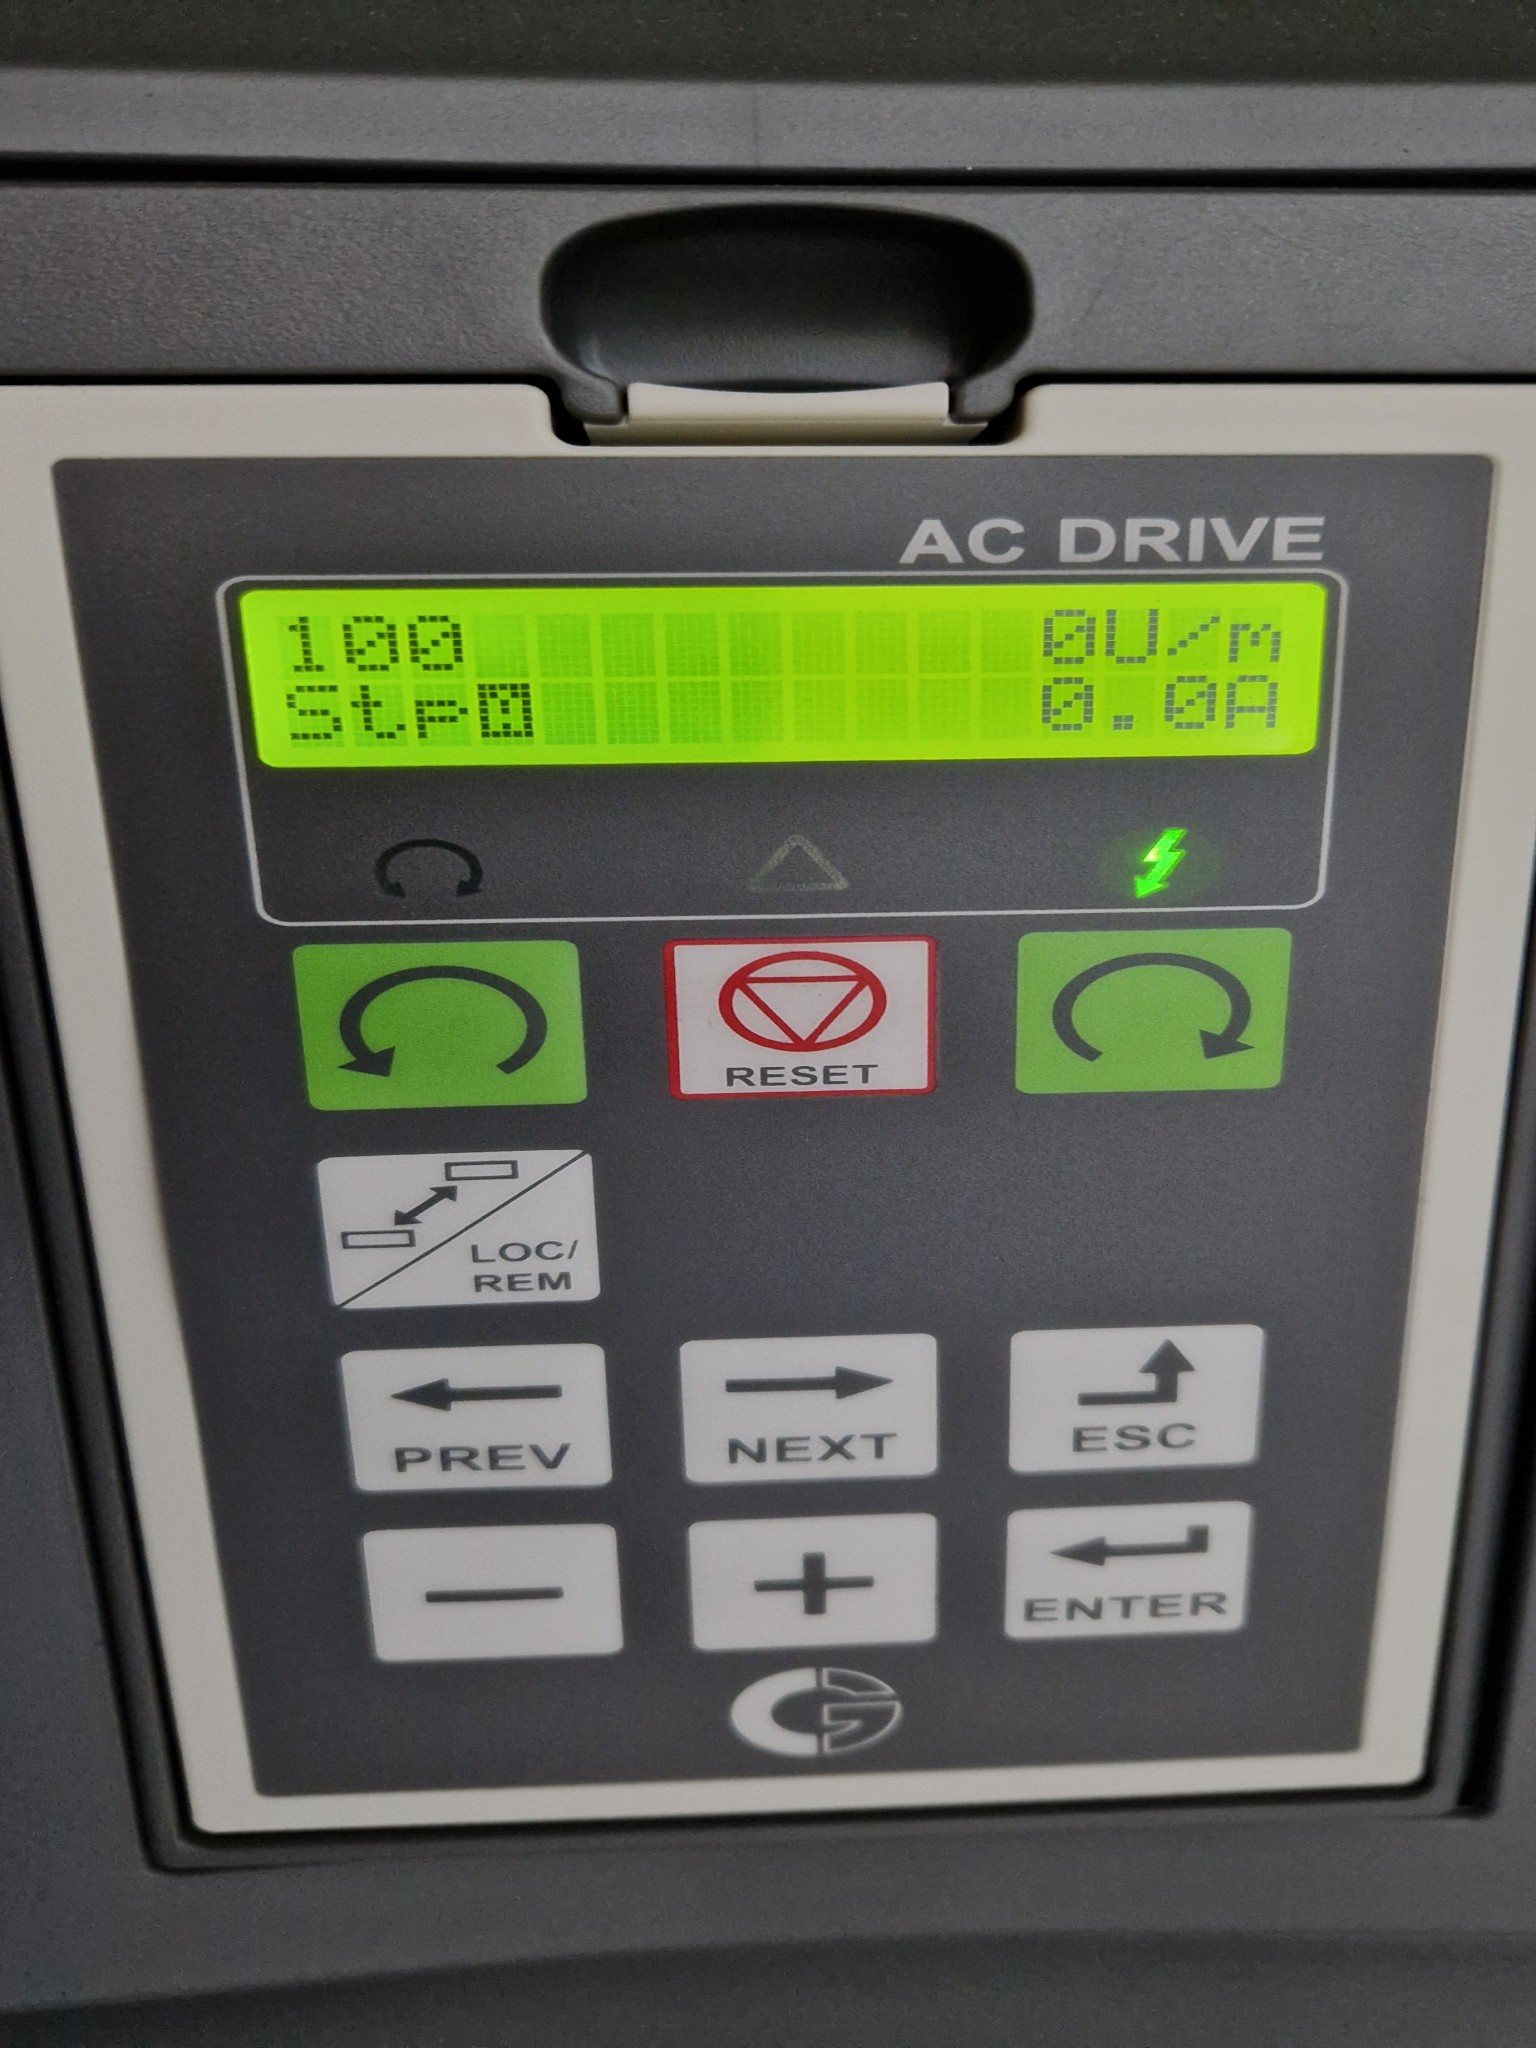 AC DRIVE
100 0U/m
Stp 0.0A
RESET
LOC/
REM
PREV
NEXT
ESC
−
+
ENTER